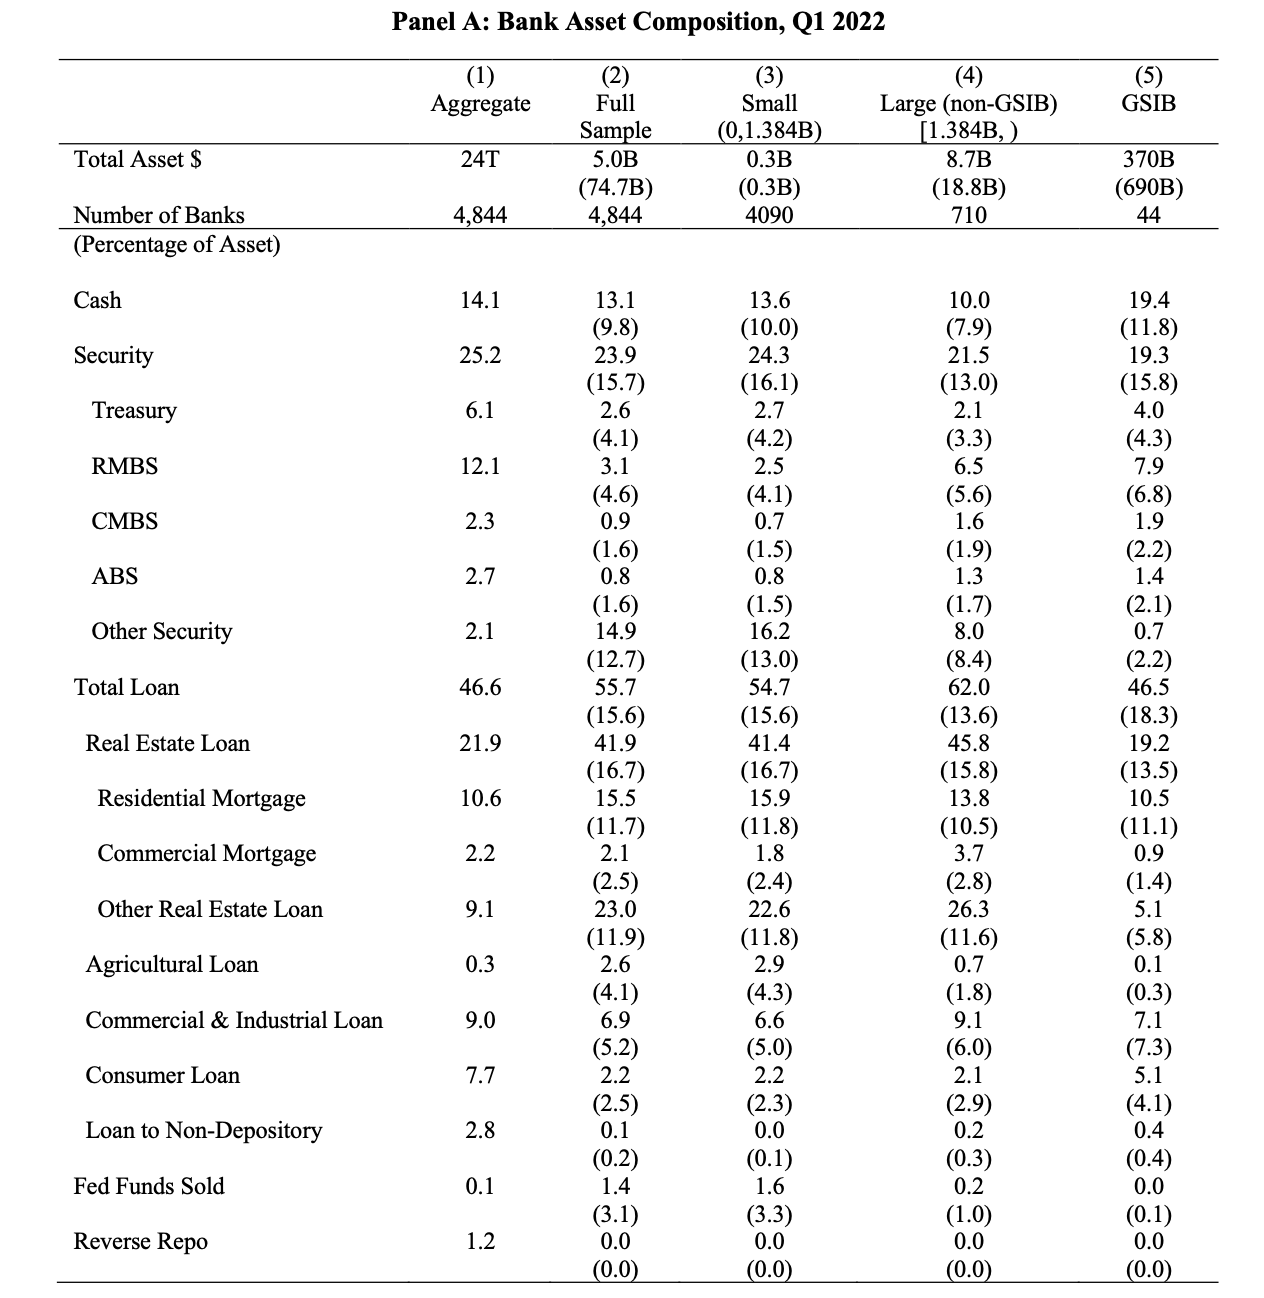 Panel A: Bank Asset Composition, Q1 2022
(1) (2) (3) (4) (5)
Aggregate Full Small Large (non-GSIB) GSIB
Sample (0,1.384B) [1.384B, )
Total Asset $ 24T 5.0B 0.3B 8.7B 370B
(74.7B) (0.3B) (18.8B) (690B)
Number of Banks 4,844 4,844 4090 710 44
(Percentage of Asset)
Cash 14.1 13.1 13.6 10.0 19.4
(9.8) (10.0) (7.9) (11.8)
Security 25.2 23.9 24.3 21.5 19.3
(15.7) (16.1) (13.0) (15.8)
Treasury 6.1 2.6 2.7 2.1 4.0
(4.1) (4.2) (3.3) (4.3)
RMBS 12.1 3.1 2.5 6.5 7.9
(4.6) (4.1) (5.6) (6.8)
CMBS 2.3 0.9 0.7 1.6 1.9
(1.6) (1.5) (1.9) (2.2)
ABS 2.7 0.8 0.8 1.3 1.4
(1.6) (1.5) (1.7) (2.1)
Other Security 2.1 14.9 16.2 8.0 0.7
(12.7) (13.0) (8.4) (2.2)
Total Loan 46.6 55.7 54.7 62.0 46.5
(15.6) (15.6) (13.6) (18.3)
Real Estate Loan 21.9 41.9 41.4 45.8 19.2
(16.7) (16.7) (15.8) (13.5)
Residential Mortgage 10.6 15.5 15.9 13.8 10.5
(11.7) (11.8) (10.5) (11.1)
Commercial Mortgage 2.2 2.1 1.8 3.7 0.9
(2.5) (2.4) (2.8) (1.4)
Other Real Estate Loan 9.1 23.0 22.6 26.3 5.1
(11.9) (11.8) (11.6) (5.8)
Agricultural Loan 0.3 2.6 2.9 0.7 0.1
(4.1) (4.3) (1.8) (0.3)
Commercial & Industrial Loan 9.0 6.9 6.6 9.1 7.1
(5.2) (5.0) (6.0) (7.3)
Consumer Loan 7.7 2.2 2.2 2.1 5.1
(2.5) (2.3) (2.9) (4.1)
Loan to Non-Depository 2.8 0.1 0.0 0.2 0.4
(0.2) (0.1) (0.3) (0.4)
Fed Funds Sold 0.1 1.4 1.6 0.2 0.0
(3.1) (3.3) (1.0) (0.1)
Reverse Repo 1.2 0.0 0.0 0.0 0.0
(0.0) (0.0) (0.0) (0.0)